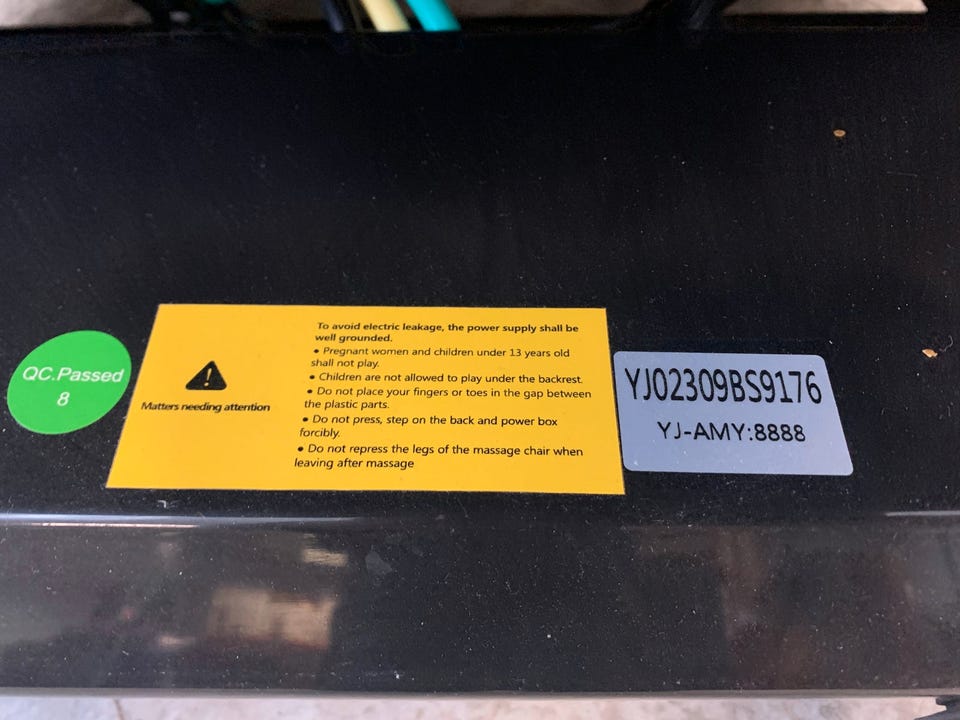 QC.Passed
8
Matters needing attention
To avoid electric leakage, the power supply shall be
well grounded.
• Pregnant women and children under 13 years old
shall not play.
• Children are not allowed to play under the backrest.
• Do not place your fingers or toes in the gap between
the plastic parts.
• Do not press, step on the back and power box
forcibly.
• Do not repress the legs of the massage chair when
leaving after massage
YJ02309BS9176
YJ-AMY:8888